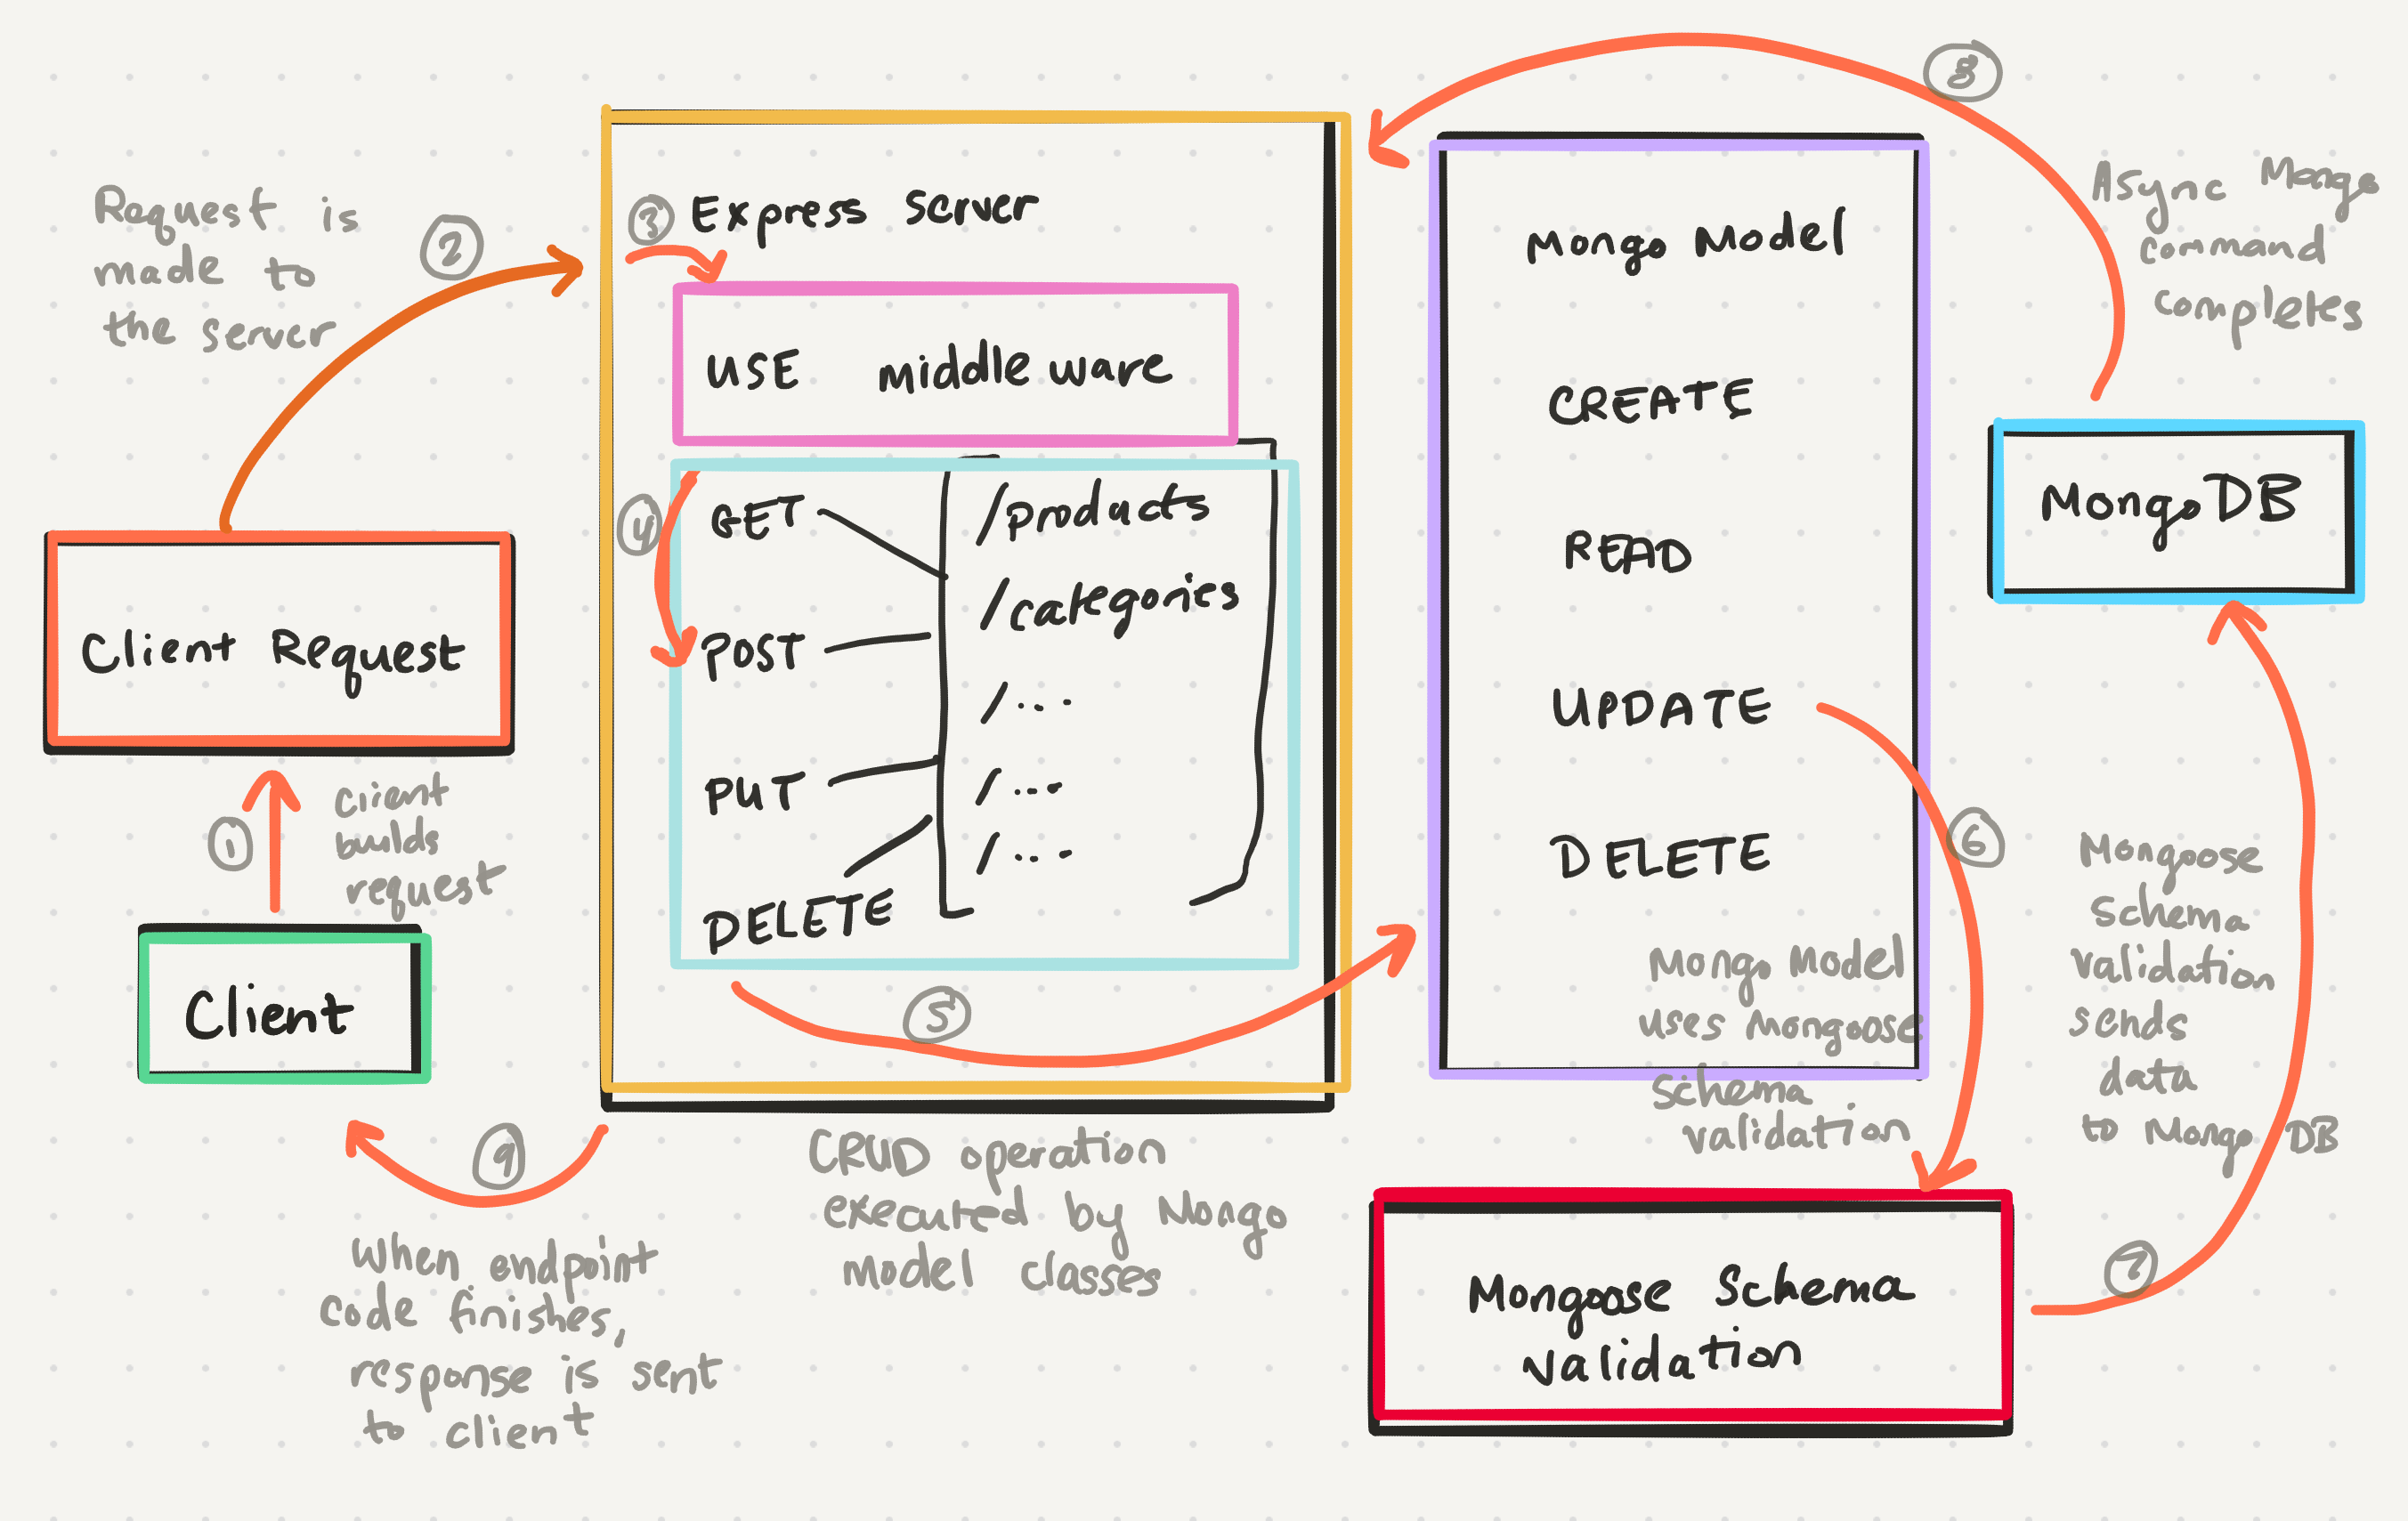 Request is
made to
the server
2
Client Request
1
client
builds
request
Client
3
Express server
USE middleware
4
GET
POST
PUT
DELETE
/products
/categories
/...
/...
/...
5
CRUD operation
executed by Mongo
model classes
9
When endpoint
code finishes,
response is sent
to client
Mongo Model
CREATE
READ
UPDATE
DELETE
6
Mongo Model
uses Mongoose
schema
validation
Mongoose Schema
validation
7
Mongoose
schema
validation
sends
data
to Mongo DB
MongoDB
8
Async Mongo
command
completes